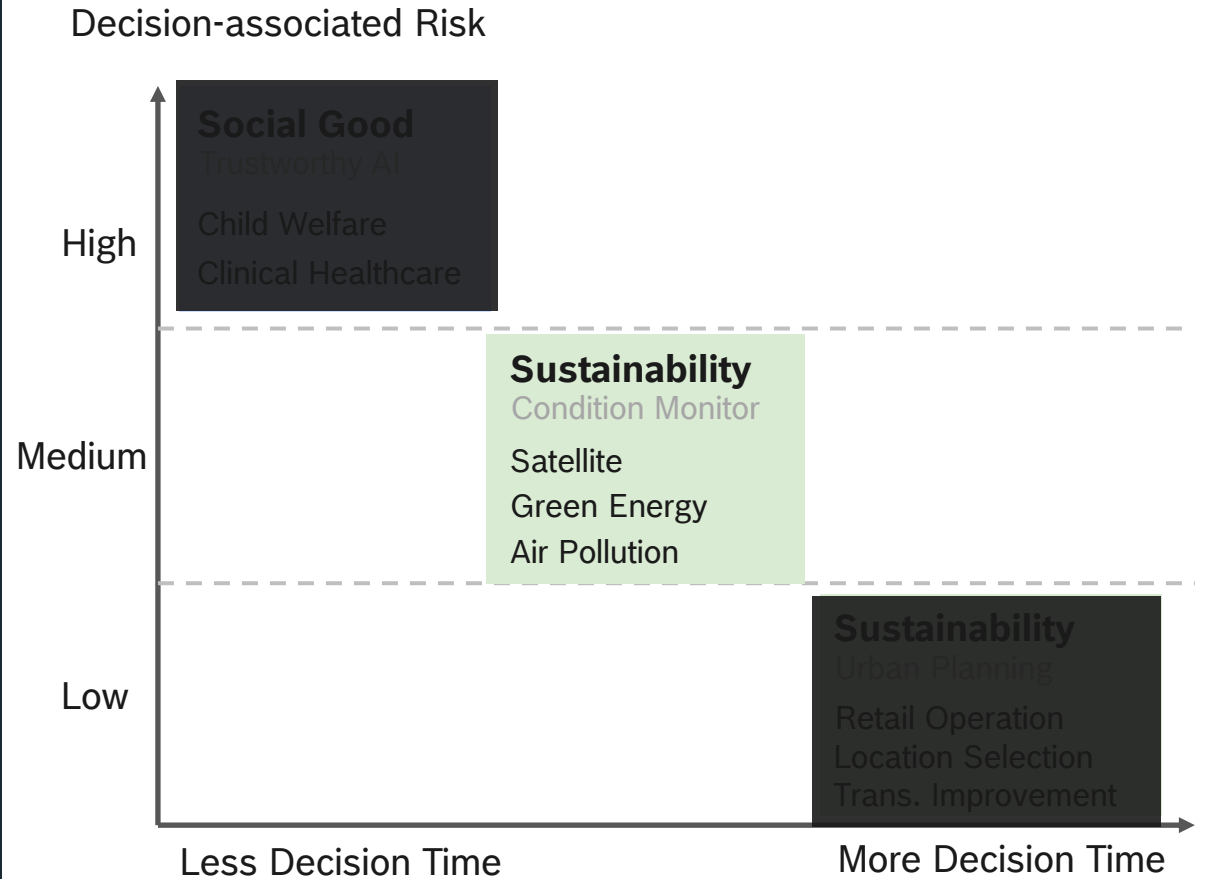 Decision-associated Risk
Social Good
Trustworthy AI
Child Welfare
Clinical Healthcare
High
Sustainability
Condition Monitor
Satellite
Green Energy
Air Pollution
Medium
Sustainability
Urban Planning
Retail Operation
Location Selection
Trans. Improvement
Low
Less Decision Time
More Decision Time